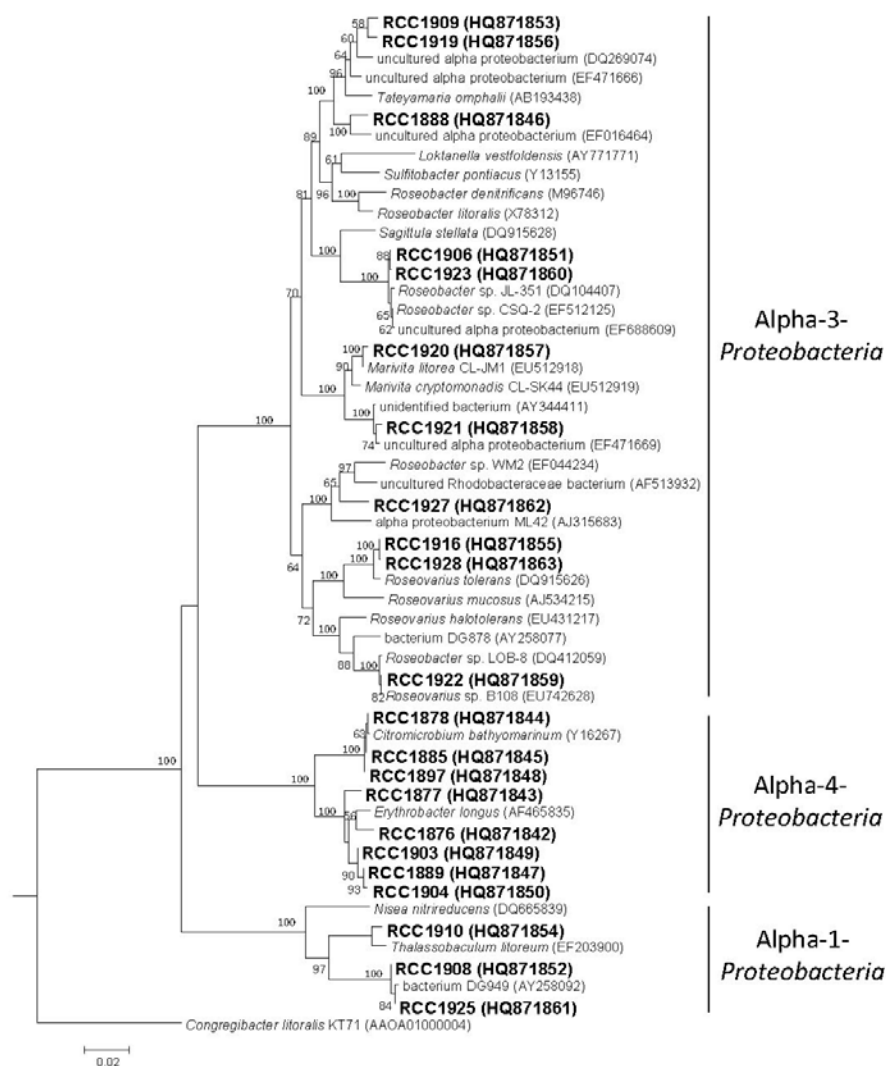 58
RCC1909 (HQ871853)
60
RCC1919 (HQ871856)
64
uncultured alpha proteobacterium (DQ269074)
96
uncultured alpha proteobacterium (EF471666)
100
Tateyamaria omphalii (AB193438)
RCC1888 (HQ871846)
100
uncultured alpha proteobacterium (EF016464)
89
61
Loktanella vestfoldensis (AY771771)
Sulfitobacter pontiacus (Y13155)
81
96
100
Roseobacter denitrificans (M96746)
Roseobacter litoralis (X78312)
Sagittula stellata (DQ915628)
100
88
RCC1906 (HQ871851)
100
RCC1923 (HQ871860)
Roseobacter sp. JL-351 (DQ104407)
70
65
Roseobacter sp. CSQ-2 (EF512125)
62
uncultured alpha proteobacterium (EF688609)
Alpha-3-
Proteobacteria
100
RCC1920 (HQ871857)
90
Marivita litorea CL-JM1 (EU512918)
100
Marivita cryptomonadis CL-SK44 (EU512919)
unidentified bacterium (AY344411)
100
100
RCC1921 (HQ871858)
74
uncultured alpha proteobacterium (EF471669)
97
Roseobacter sp. WM2 (EF044234)
65
uncultured Rhodobacteraceae bacterium (AF513932)
100
RCC1927 (HQ871862)
alpha proteobacterium ML42 (AJ315683)
100
RCC1916 (HQ871855)
64
100
100
RCC1928 (HQ871863)
Roseovarius tolerans (DQ915626)
Roseovarius mucosus (AJ534215)
72
Roseovarius halotolerans (EU431217)
100
bacterium DG878 (AY258077)
88
100
Roseobacter sp. LOB-8 (DQ412059)
RCC1922 (HQ871859)
82
Roseovarius sp. B108 (EU742628)
RCC1878 (HQ871844)
63
Citromicrobium bathyomarinum (Y16267)
100
RCC1885 (HQ871845)
100
100
RCC1897 (HQ871848)
Alpha-4-
Proteobacteria
RCC1877 (HQ871843)
100
56
Erythrobacter longus (AF465835)
RCC1876 (HQ871842)
RCC1903 (HQ871849)
90
RCC1889 (HQ871847)
93
RCC1904 (HQ871850)
Nisea nitrireducens (DQ665839)
100
RCC1910 (HQ871854)
Thalassobaculum litoreum (EF203900)
Alpha-1-
Proteobacteria
97
100
RCC1908 (HQ871852)
bacterium DG949 (AY258092)
84
RCC1925 (HQ871861)
Congregibacter litoralis KT71 (AAOA01000004)
0.02